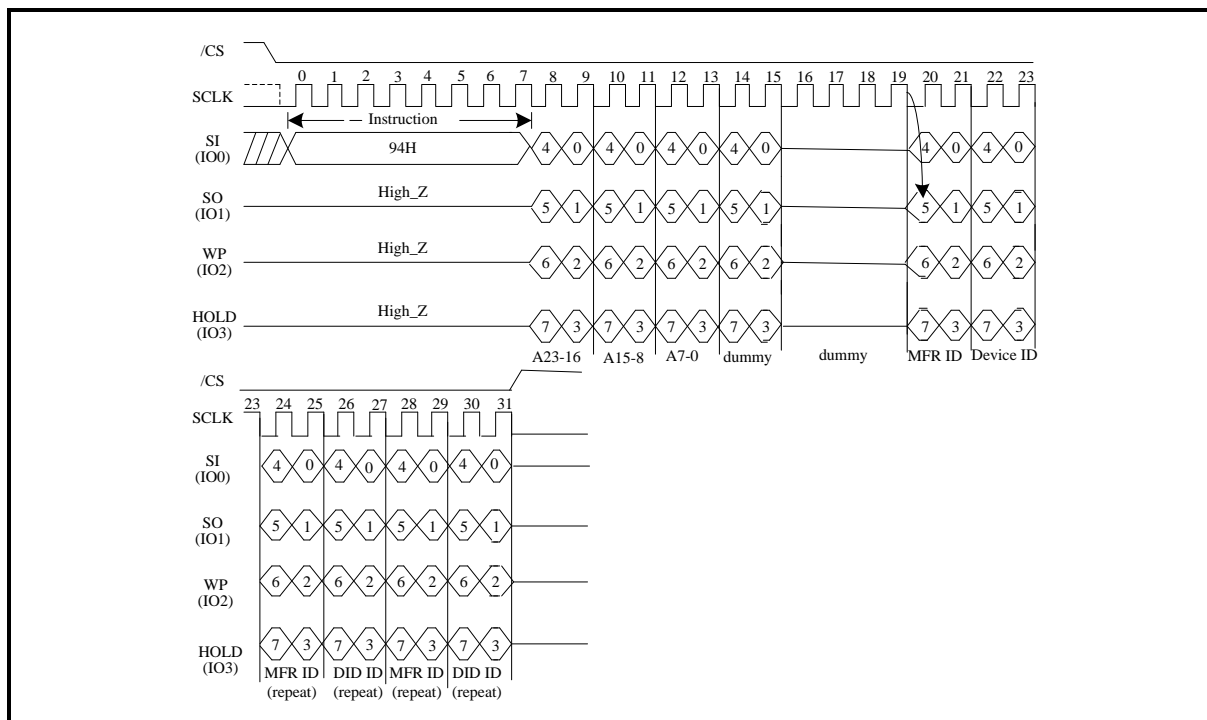 /CS
0 1 2 3 4 5 6 7 8 9 10 11 12 13 14 15 16 17 18 19 20 21 22 23
SCLK
Instruction
SI
(IO0)
94H
4 0 4 0 4 0 4 0 4 0 4 0
SO
(IO1)
High_Z
5 1 5 1 5 1 5 1 5 1 5 1
WP
(IO2)
High_Z
6 2 6 2 6 2 6 2 6 2 6 2
HOLD
(IO3)
High_Z
7 3 7 3 7 3 7 3 7 3 7 3
A23-16 A15-8 A7-0 dummy dummy MFR ID Device ID
/CS
23 24 25 26 27 28 29 30 31
SCLK
SI
(IO0)
4 0 4 0 4 0 4 0
SO
(IO1)
5 1 5 1 5 1 5 1
WP
(IO2)
6 2 6 2 6 2 6 2
HOLD
(IO3)
7 3 7 3 7 3 7 3
MFR ID DID ID MFR ID DID ID
(repeat) (repeat) (repeat) (repeat)